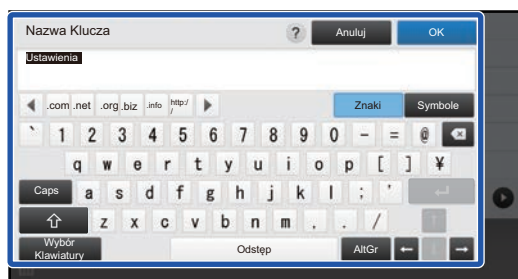 Nazwa Klucza ? Anuluj OK
Ustawienia
.com .net .org .biz .info http:// Znaki Symbole
` 1 2 3 4 5 6 7 8 9 0 - = @
q w e r t y u i o p [ ] ¥
Caps a s d f g h j k l ; '
z x c v b n m , . /
Wybór Klawiatury Odstęp AltGr